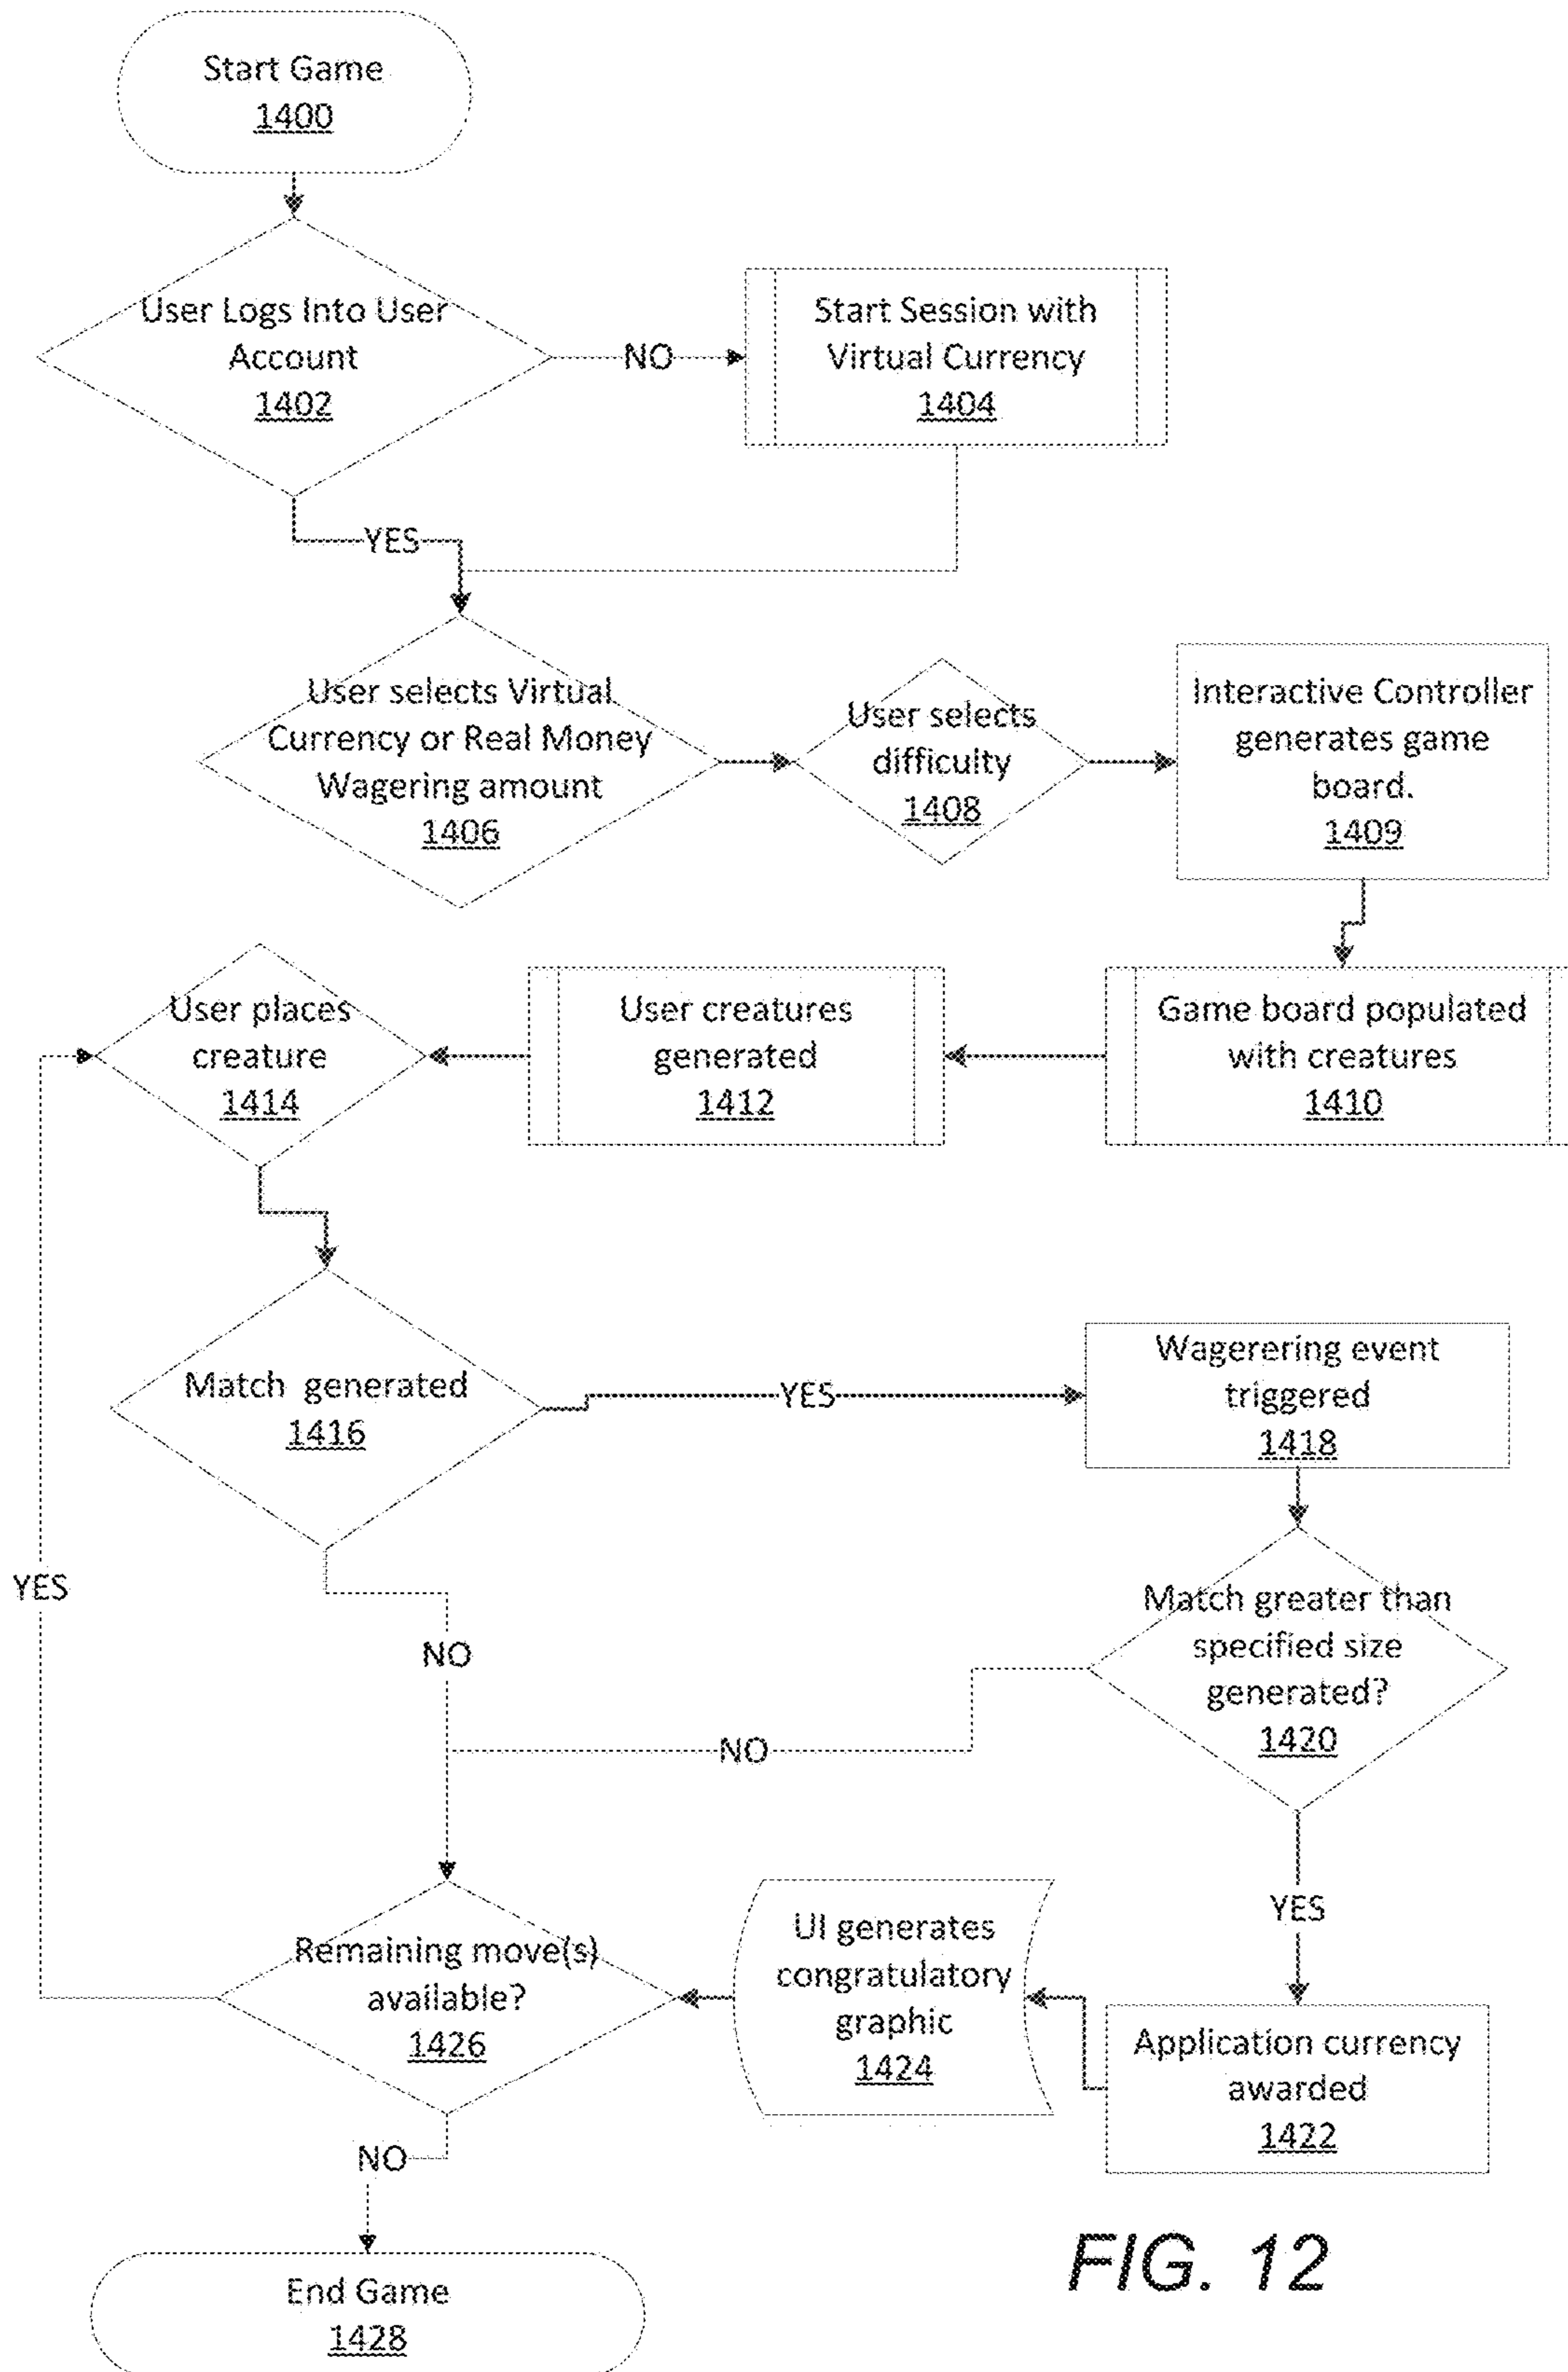 Start Game
1400
User Logs Into User
Account
1402
NO
Start Session with
Virtual Currency
1404
YES
User selects Virtual
Currency or Real Money
Wagering amount
1406
User selects
difficulty
1408
Interactive Controller
generates game
board.
1409
Game board populated
with creatures
1410
User creatures
generated
1412
User places
creature
1414
Match generated
1416
YES
Wagerering event
triggered
1418
Match greater than
specified size
generated?
1420
NO
NO
YES
YES
Application currency
awarded
1422
UI generates
congratulatory
graphic
1424
Remaining move(s)
available?
1426
NO
End Game
1428
FIG. 12